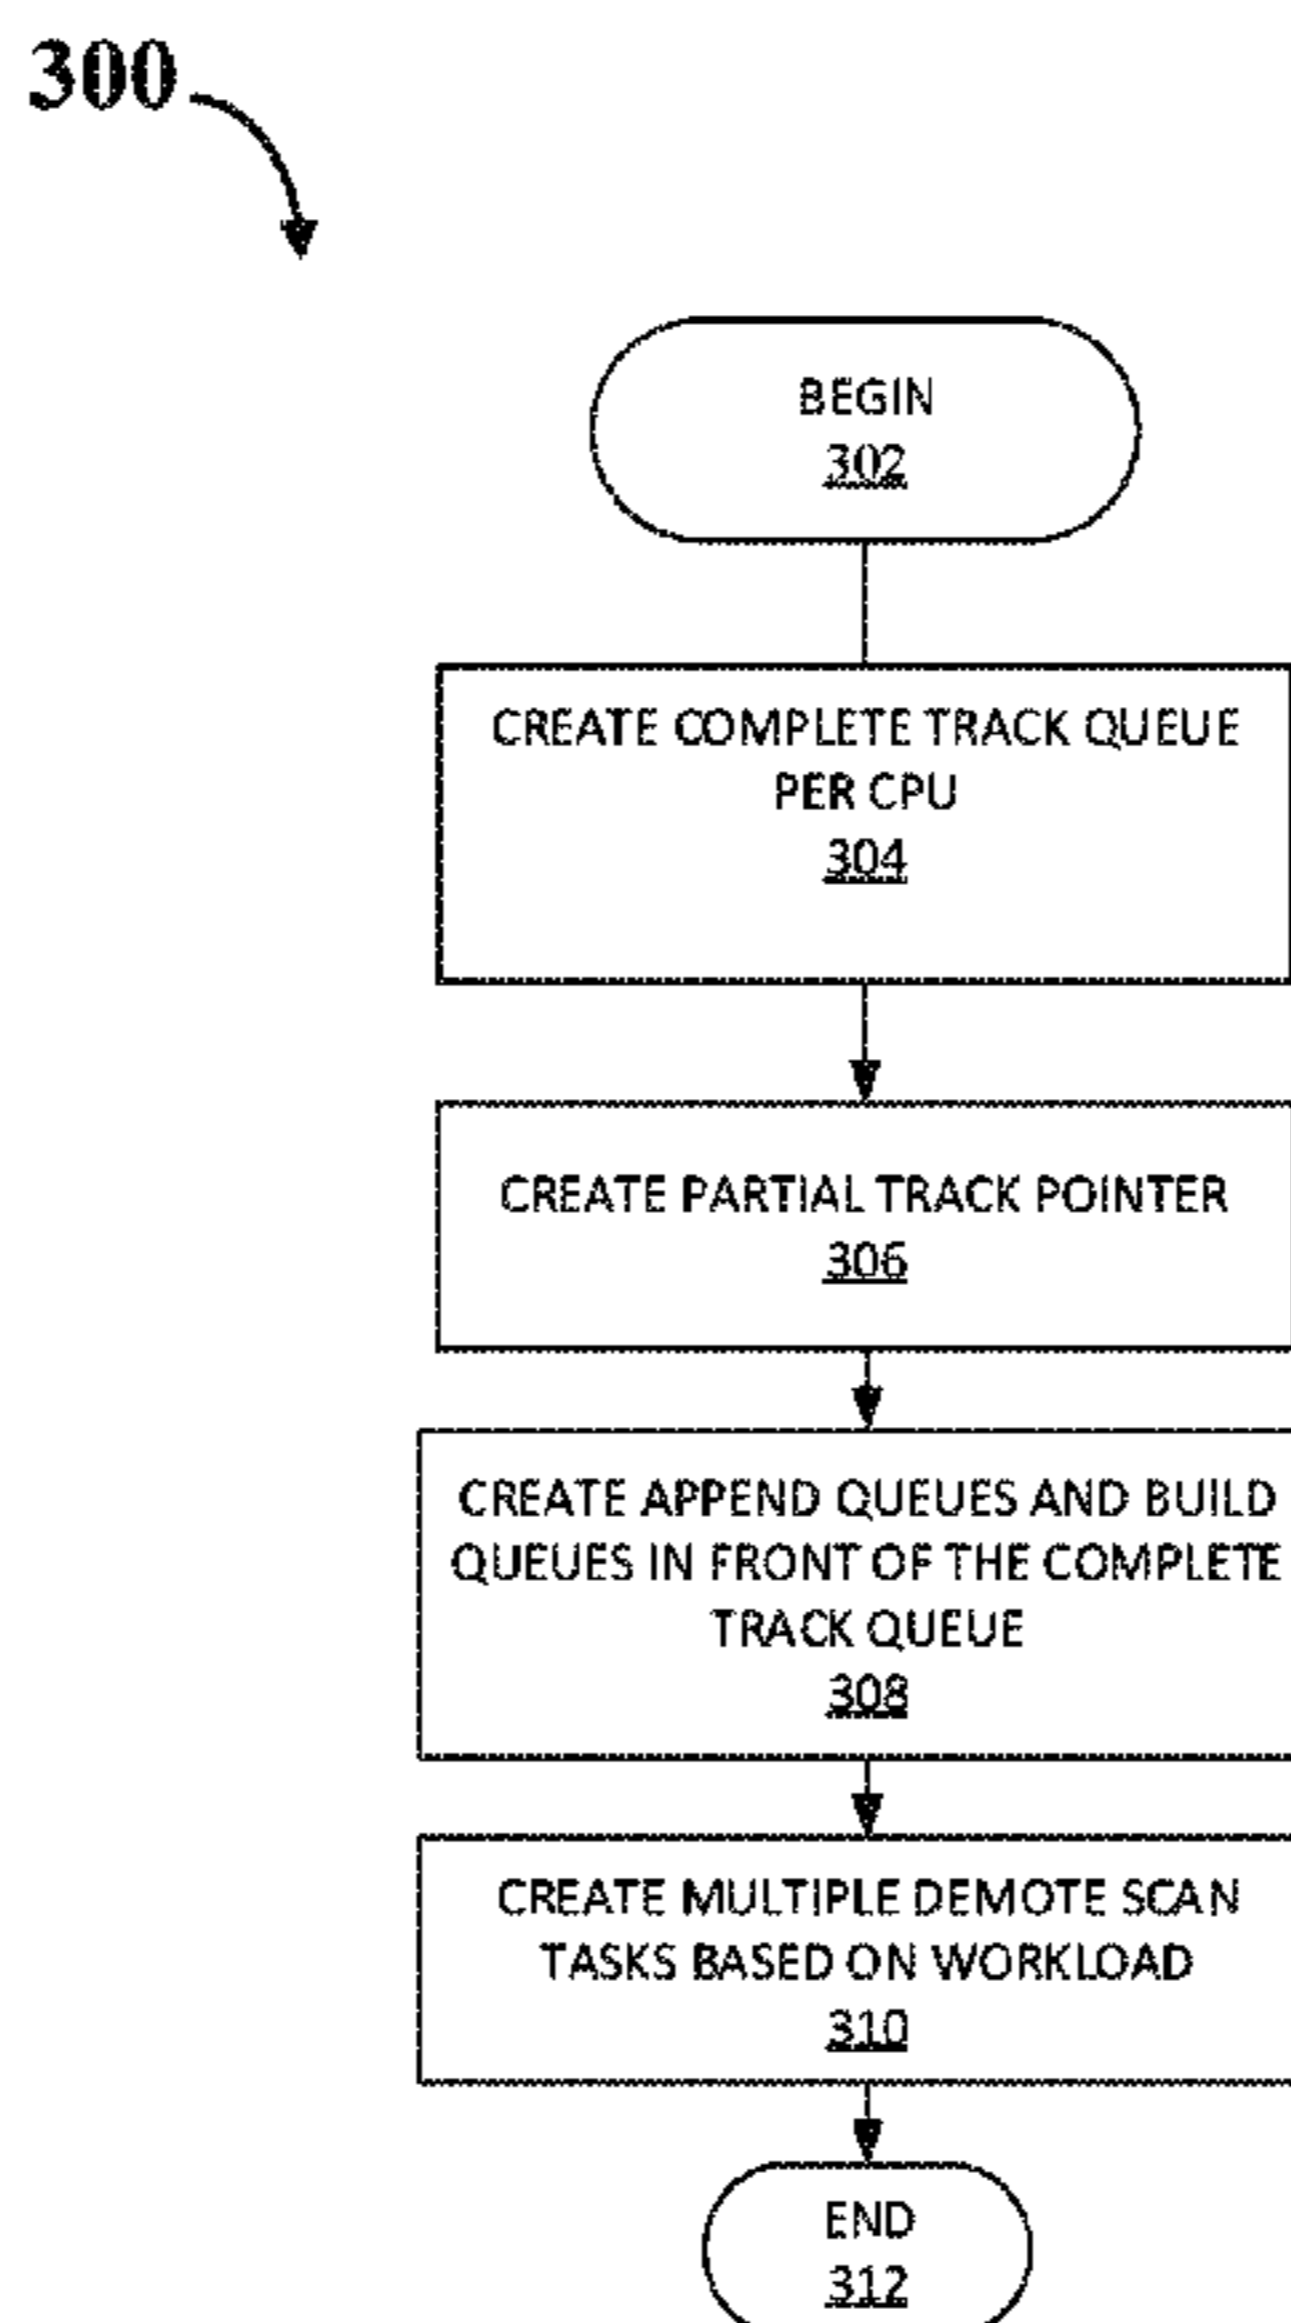 300
BEGIN
302
CREATE COMPLETE TRACK QUEUE
PER CPU
304
CREATE PARTIAL TRACK POINTER
306
CREATE APPEND QUEUES AND BUILD
QUEUES IN FRONT OF THE COMPLETE
TRACK QUEUE
308
CREATE MULTIPLE DEMOTE SCAN
TASKS BASED ON WORKLOAD
310
END
312